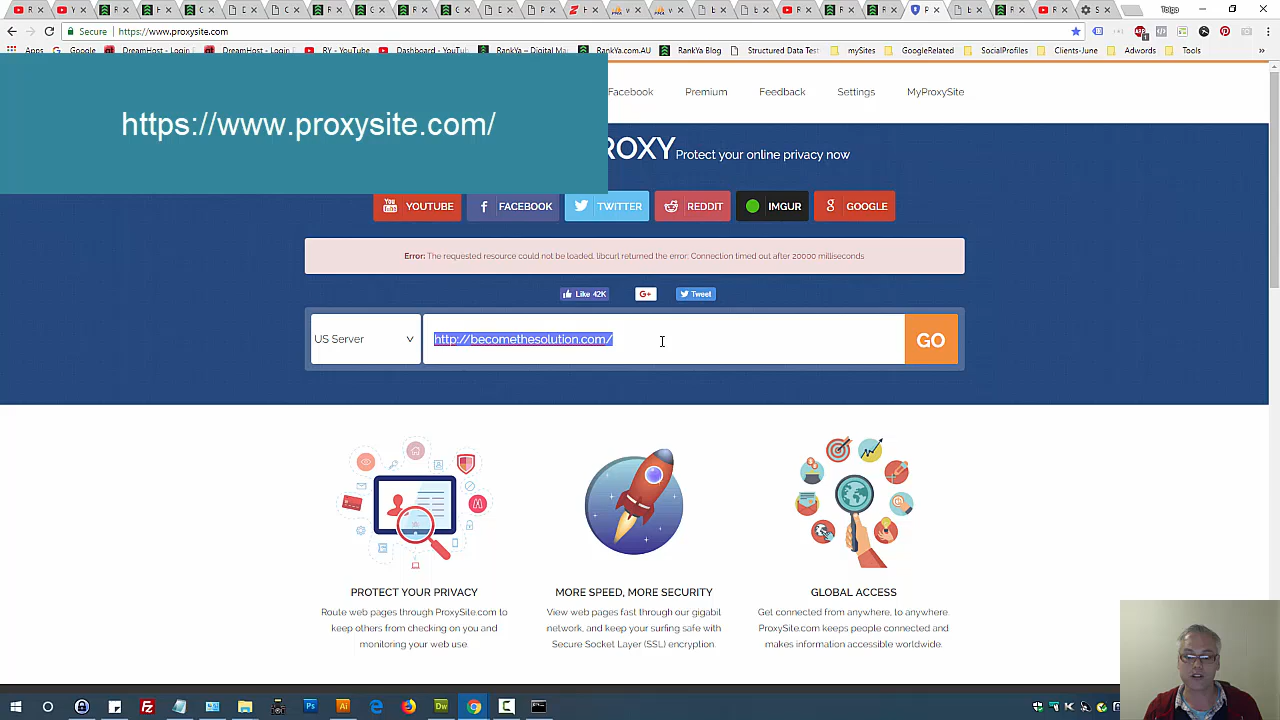 Tolga
Secure
https://www.proxysite.com
Apps
Google
DreamHost - Login
DreamHost - Login
RY - YouTube
RankYa – Digital Mar
RankYa.com.AU
RankYa Blog
Structured Data Test
mySites
GoogleRelated
SocialProfiles
Clients-June
Adwords
Tools
https://www.proxysite.com/
Facebook
Premium
Feedback
Settings
MyProxySite
ROXY Protect your online privacy now
YOUTUBE
FACEBOOK
TWITTER
REDDIT
IMGUR
GOOGLE
Error: The requested resource could not be loaded. libcurl returned the error: Connection timed out after 20000 milliseconds
Like 42K
G+
Tweet
US Server
http://becomethesolution.com/
GO
PROTECT YOUR PRIVACY
Route web pages through ProxySite.com to
keep others from checking on you and
monitoring your web use.
MORE SPEED, MORE SECURITY
View web pages fast through our gigabit
network, and keep your surfing safe with
Secure Socket Layer (SSL) encryption.
GLOBAL ACCESS
Get connected from anywhere, to anywhere.
ProxySite.com keeps people connected and
makes information accessible worldwide.